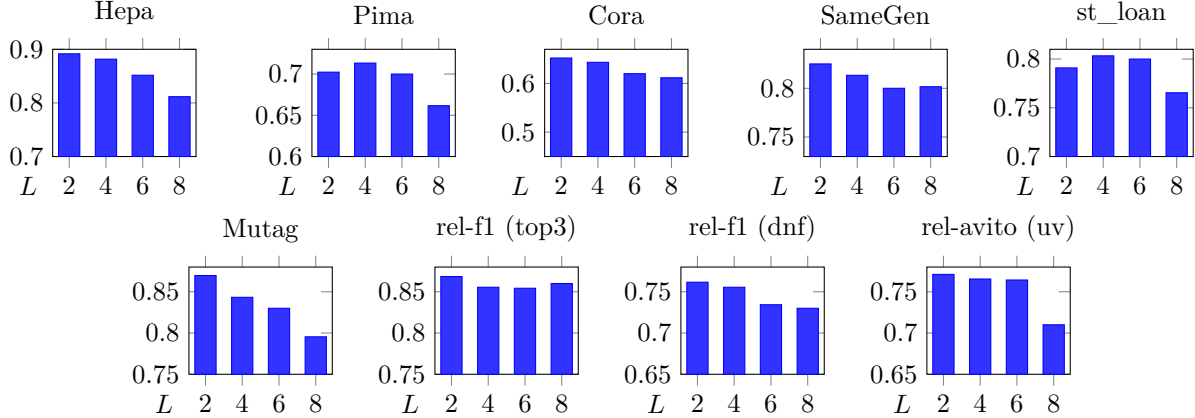 Hepa Pima Cora SameGen st_loan
0.9 0.8 0.7
L 2 4 6 8
0.7 0.65 0.6
L 2 4 6 8
0.6 0.5
L 2 4 6 8
0.8 0.75
L 2 4 6 8
0.8 0.75 0.7
L 2 4 6 8
Mutag rel-f1 (top3) rel-f1 (dnf) rel-avito (uv)
0.85 0.8 0.75
L 2 4 6 8
0.85 0.8 0.75
L 2 4 6 8
0.75 0.7 0.65
L 2 4 6 8
0.75 0.7 0.65
L 2 4 6 8